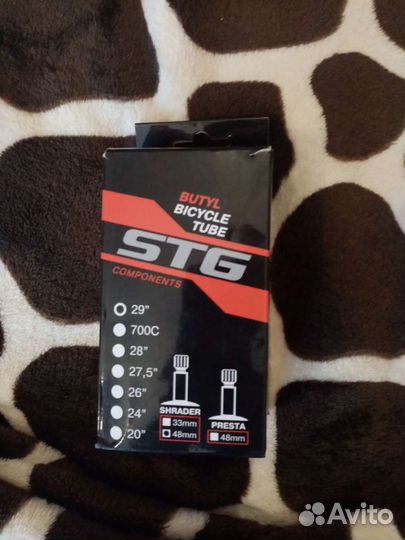 BUTYL
BICYCLE
TUBE
STG
COMPONENTS
29"
700C
28"
27,5"
26"
24"
20"
SHRADER
33mm
48mm
PRESTA
48mm
Avito